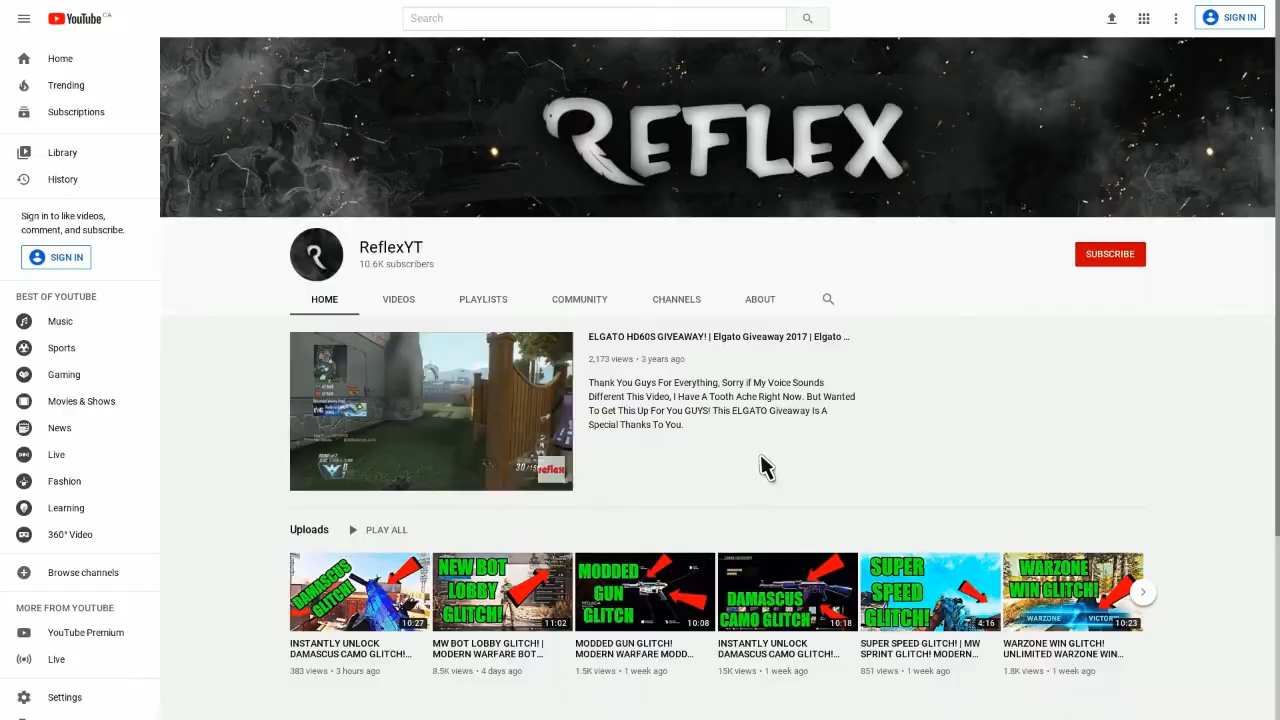 YouTube CA
Search
SIGN IN
Home
Trending
Subscriptions
Library
History
Sign in to like videos,
comment, and subscribe.
SIGN IN
BEST OF YOUTUBE
Music
Sports
Gaming
Movies & Shows
News
Live
Fashion
Learning
360° Video
Browse channels
MORE FROM YOUTUBE
YouTube Premium
Live
Settings
REFLEX
R
ReflexYT
10.6K subscribers
SUBSCRIBE
HOME
VIDEOS
PLAYLISTS
COMMUNITY
CHANNELS
ABOUT
reflex
ELGATO HD60S GIVEAWAY! | Elgato Giveaway 2017 | Elgato ...
2,173 views • 3 years ago
Thank You Guys For Everything, Sorry if My Voice Sounds
Different This Video, I Have A Tooth Ache Right Now. But Wanted
To Get This Up For You GUYS! This ELGATO Giveaway Is A
Special Thanks To You.
Uploads
PLAY ALL
DAMASCUS
GLITCH!
10:27
INSTANTLY UNLOCK
DAMASCUS CAMO GLITCH!...
383 views • 3 hours ago
NEW BOT
LOBBY
GLITCH!
11:02
MW BOT LOBBY GLITCH! |
MODERN WARFARE BOT...
8.5K views • 4 days ago
MODDED
GUN
GLITCH
10:08
MODDED GUN GLITCH!
MODERN WARFARE MODD...
1.5K views • 1 week ago
DAMASCUS
CAMO GLITCH
10:18
INSTANTLY UNLOCK
DAMASCUS CAMO GLITCH!...
15K views • 1 week ago
SUPER
SPEED
GLITCH!
4:16
SUPER SPEED GLITCH! | MW
SPRINT GLITCH! MODERN...
851 views • 1 week ago
WARZONE
WIN GLITCH!
WARZONE VICTORY
10:23
WARZONE WIN GLITCH!
UNLIMITED WARZONE WIN...
1.8K views • 1 week ago